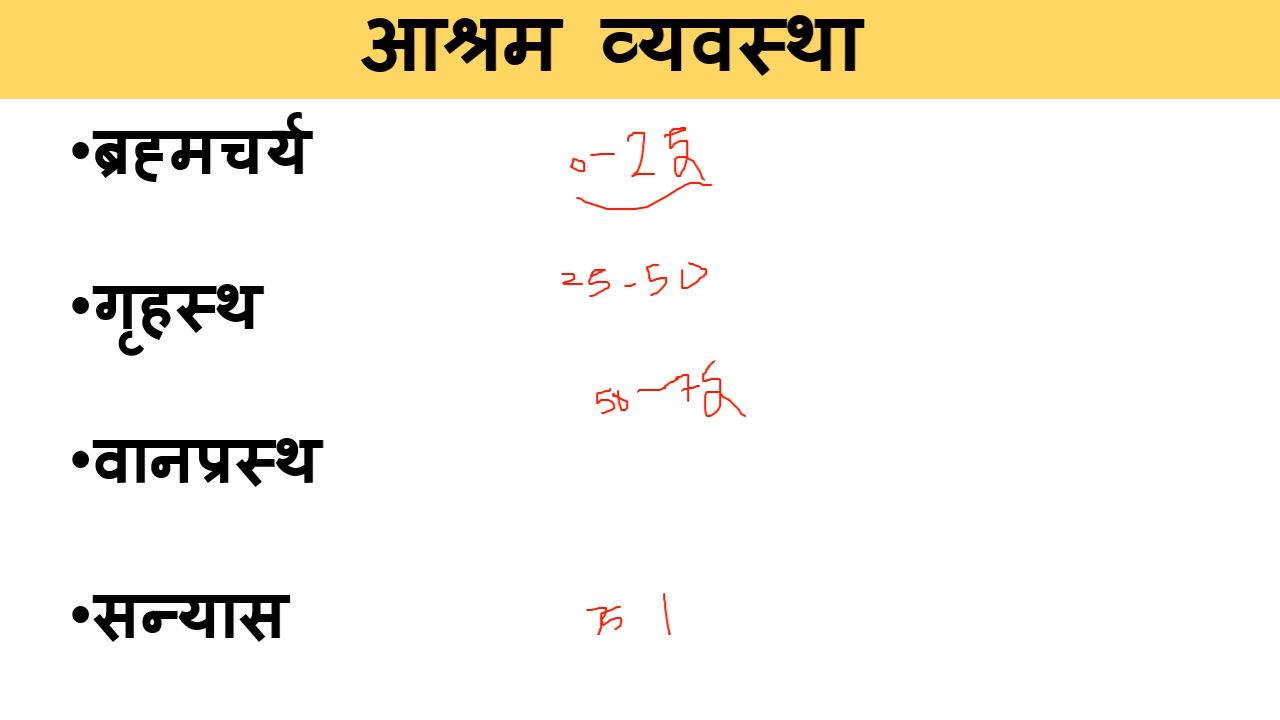 आश्रम व्यवस्था
•ब्रह्मचर्य 0-25
•गृहस्थ 25-50
50-75
•वानप्रस्थ
•सन्यास 75